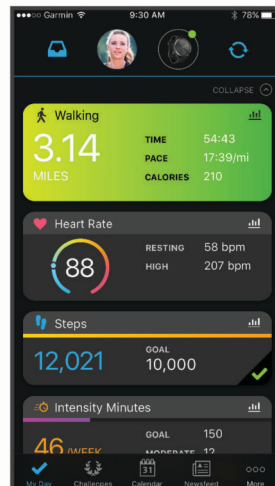 Garmin 9:30 AM 78%
COLLAPSE
Walking
3.14
MILES
TIME 54:43
PACE 17:39/mi
CALORIES 210
Heart Rate
88
RESTING 58 bpm
HIGH 207 bpm
Steps
12,021
GOAL
10,000
Intensity Minutes
46 /WEEK
GOAL 150
MODERATE 12
31
My Day Challenges Calendar Newsfeed More